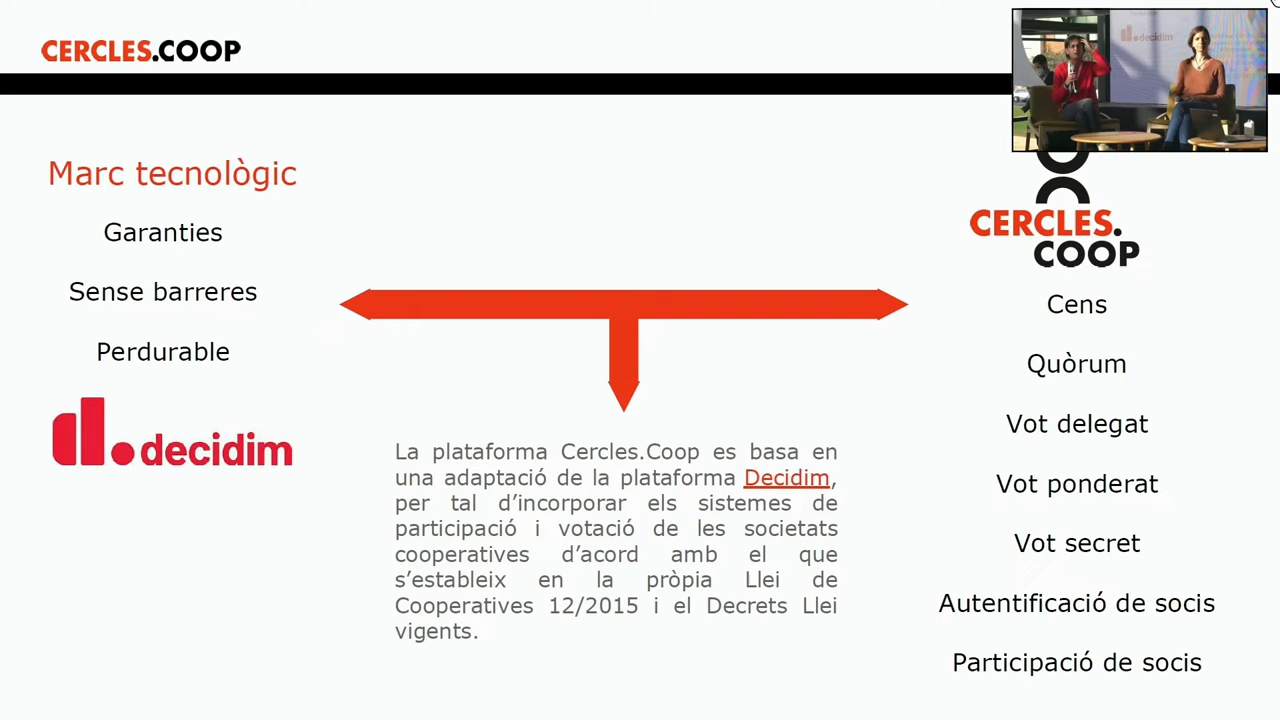 CERCLES.COOP
decidim
Marc tecnològic
Garanties
Sense barreres
Perdurable
decidim
La plataforma Cercles.Coop es basa en
una adaptació de la plataforma Decidim,
per tal d’incorporar els sistemes de
participació i votació de les societats
cooperatives d’acord amb el que
s’estableix en la pròpia Llei de
Cooperatives 12/2015 i el Decrets Llei
vigents.
CERCLES.
COOP
Cens
Quòrum
Vot delegat
Vot ponderat
Vot secret
Autentificació de socis
Participació de socis